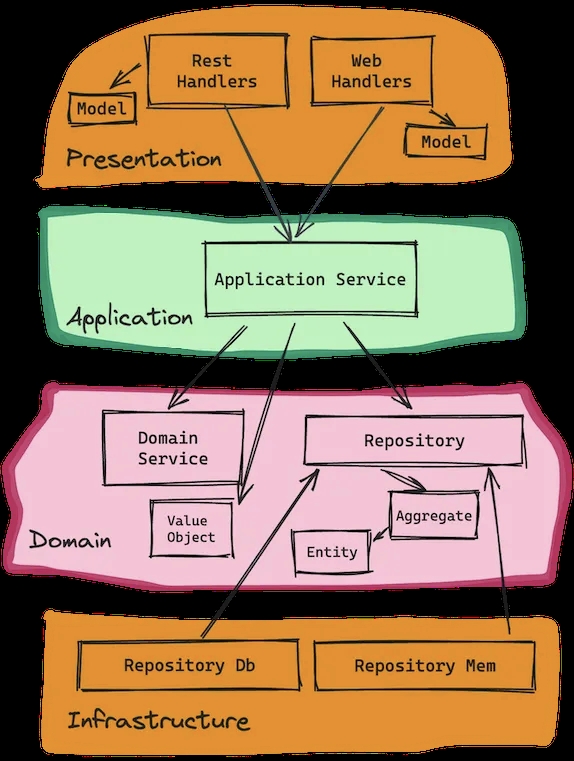 Rest
Handlers
Web
Handlers
Model
Model
Presentation
Application Service
Application
Domain
Service
Repository
Value
Object
Aggregate
Entity
Domain
Repository Db
Repository Mem
Infrastructure